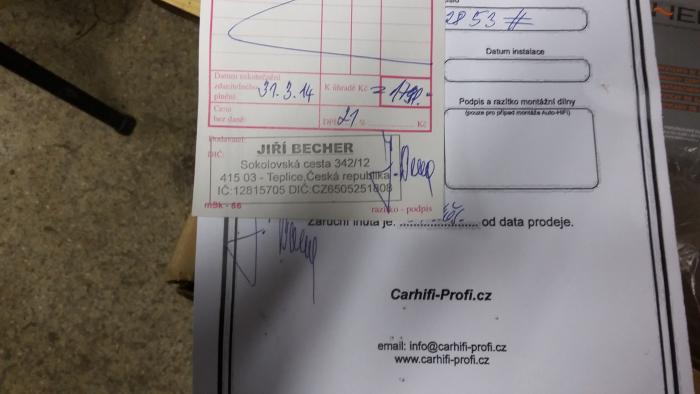 2853#
Datum instalace
Podpis a razítko montážní dílny
(pouze pro případ montáže Auto-HiFi)
Datum uskutečnění
zdanitelného
plnění
31.3.14
K úhradě Kč
Cena
bez daně
DPH 21 % Kč
Dodavatel:
DIČ:
JIŘÍ BECHER
Sokolovská cesta 342/12
415 03 - Teplice,Česká republika
IČ:12815705 DIČ:CZ6505251808
mSk - 66
razítko - podpis
Záruční lhůta je: od data prodeje.
Carhifi-Profi.cz
email: info@carhifi-profi.cz
www.carhifi-profi.cz